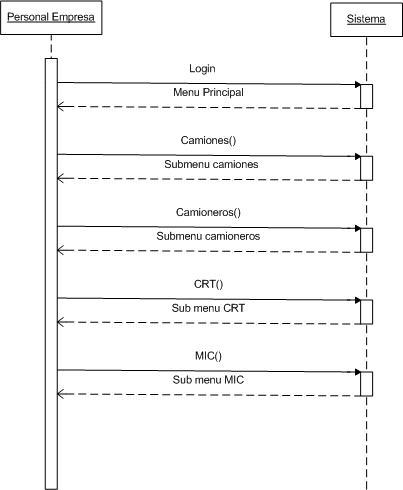 Personal Empresa
Sistema
Login
Menu Principal
Camiones()
Submenu camiones
Camioneros()
Submenu camioneros
CRT()
Sub menu CRT
MIC()
Sub menu MIC